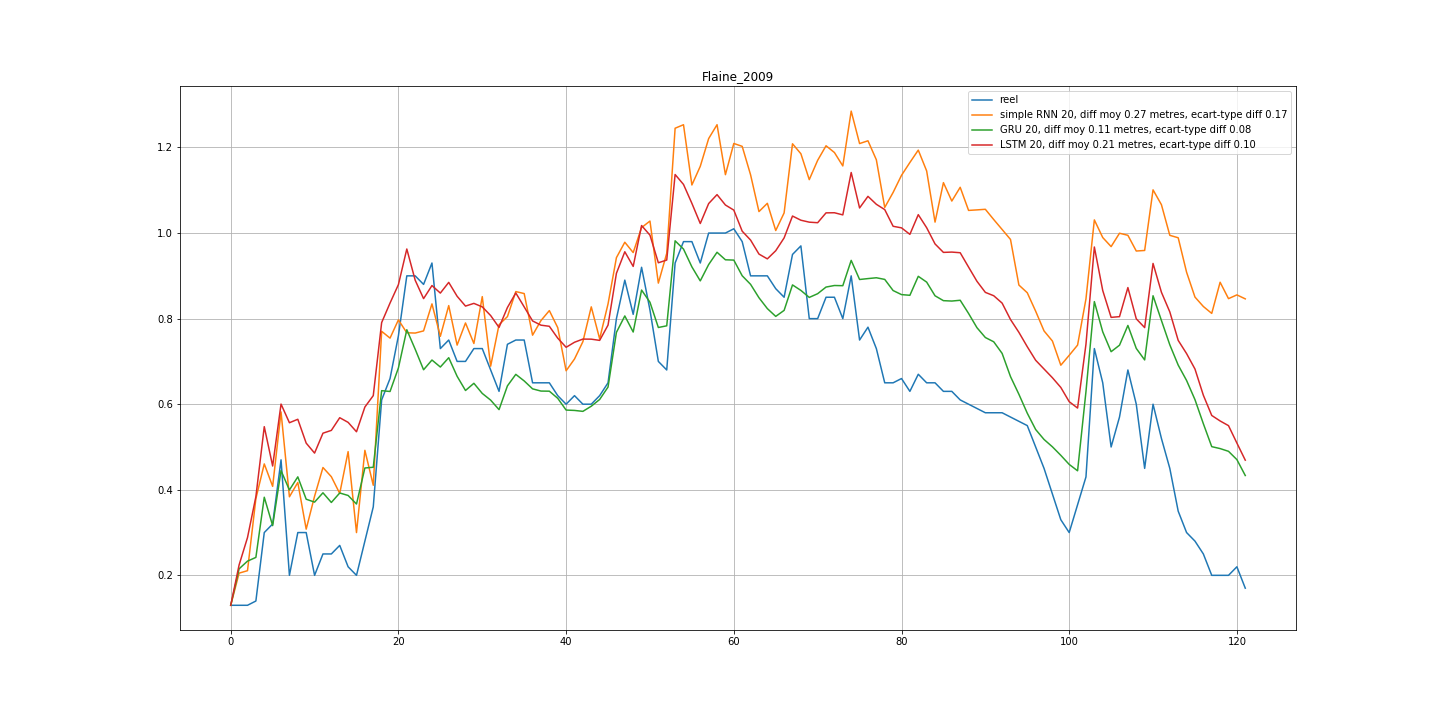 Flaine_2009
reel
simple RNN 20, diff moy 0.27 metres, ecart-type diff 0.17
GRU 20, diff moy 0.11 metres, ecart-type diff 0.08
LSTM 20, diff moy 0.21 metres, ecart-type diff 0.10
1.2
1.0
0.8
0.6
0.4
0.2
0 20 40 60 80 100 120